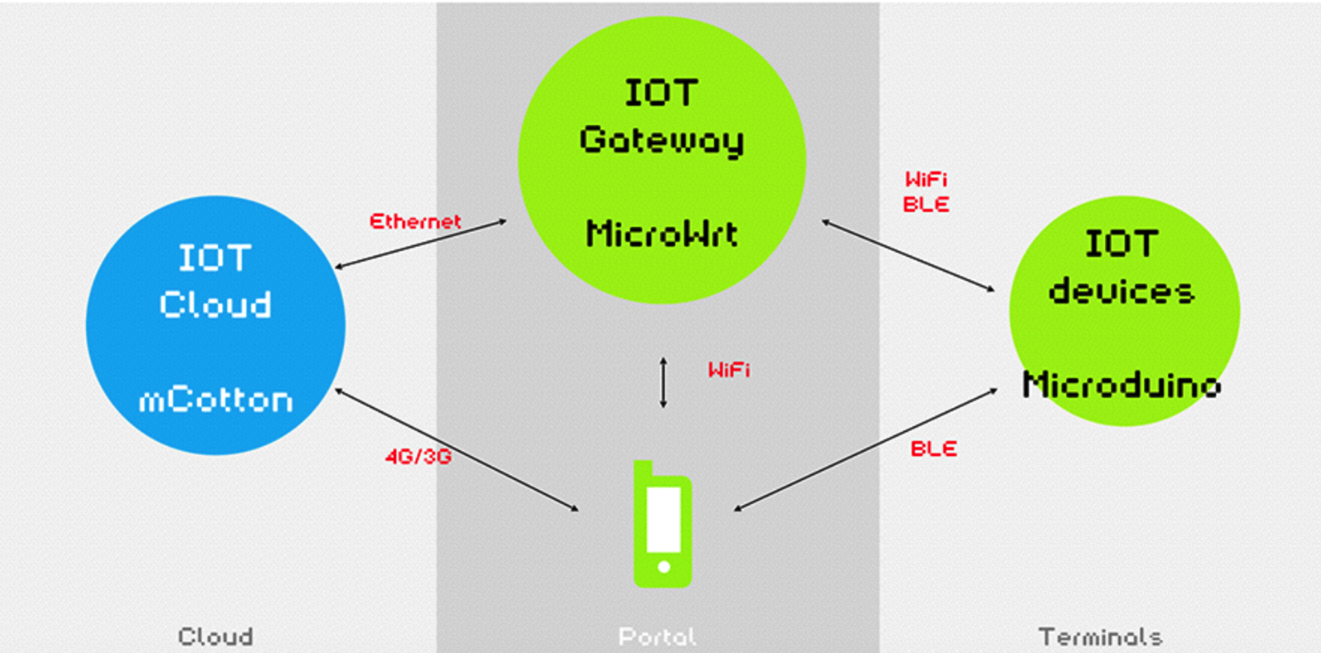 IOT
Gateway
MicroWrt
Ethernet
WiFi
BLE
IOT
Cloud
mCotton
IOT
devices
Microduino
WiFi
4G/3G
BLE
Cloud
Portal
Terminals